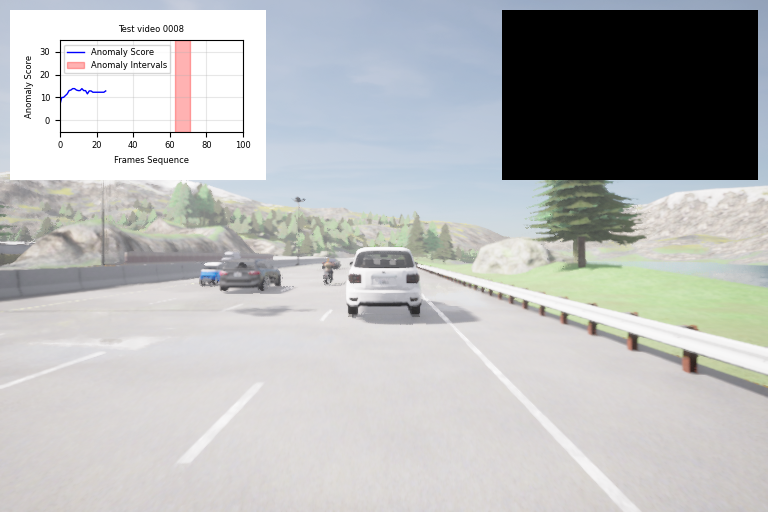 Test video 0008
Anomaly Score
Anomaly Intervals
Anomaly Score
30
20
10
0
0 20 40 60 80 100
Frames Sequence